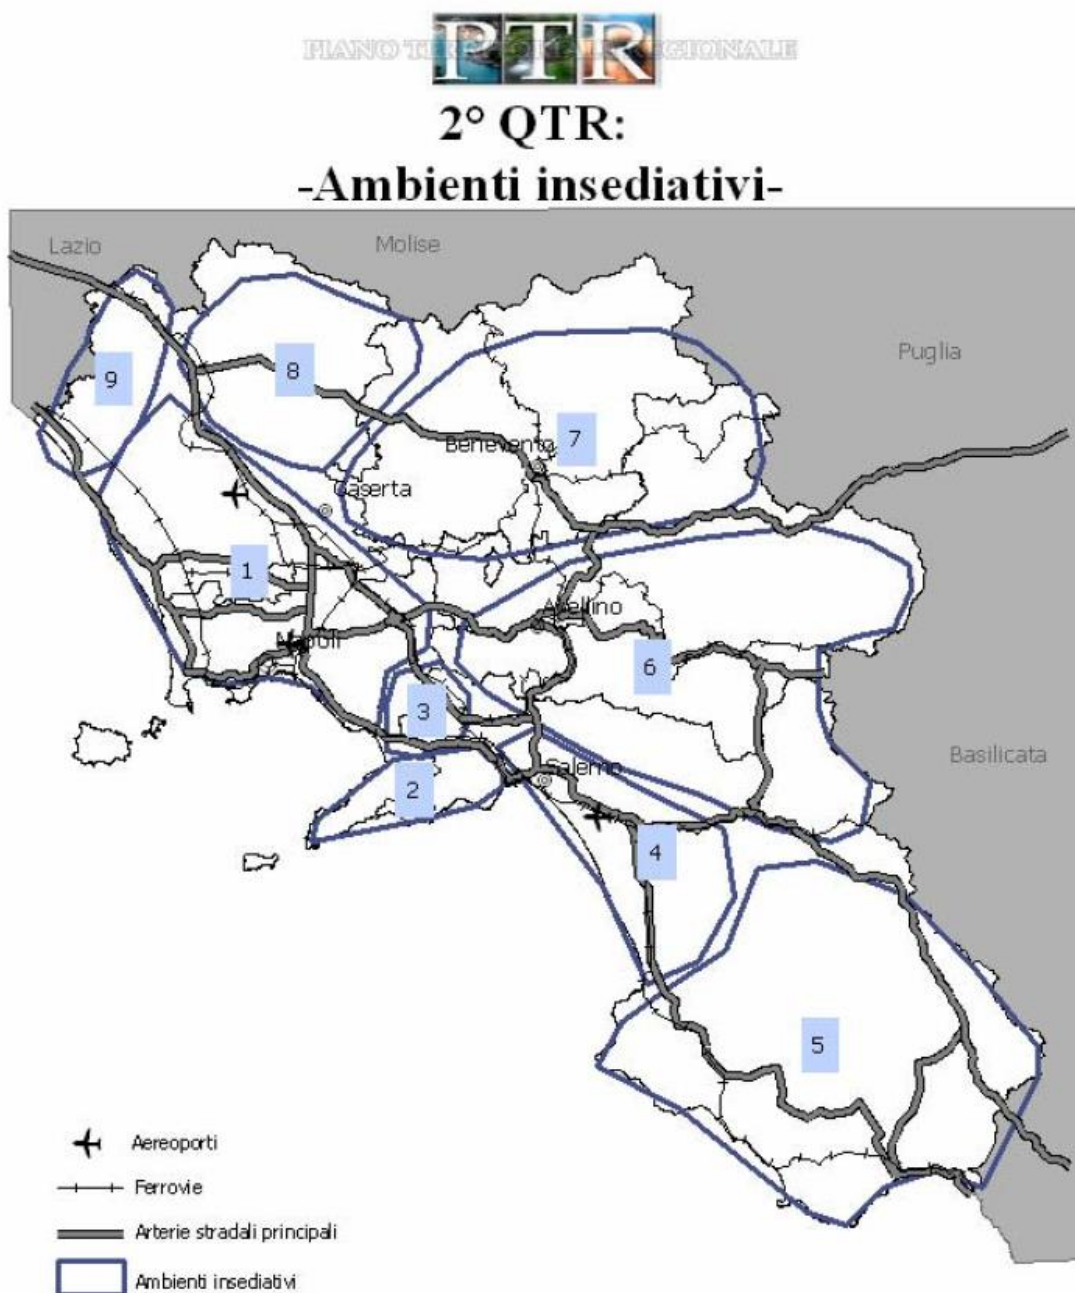 PIANO TERRITORIALE REGIONALE
PTR
2° QTR:
-Ambienti insediativi-
Lazio
Molise
Puglia
9
8
7
Benevento
Caserta
1
Avellino
Napoli
6
3
Basilicata
Salerno
2
4
5
Aereoporti
Ferrovie
Arterie stradali principali
Ambienti insediativi